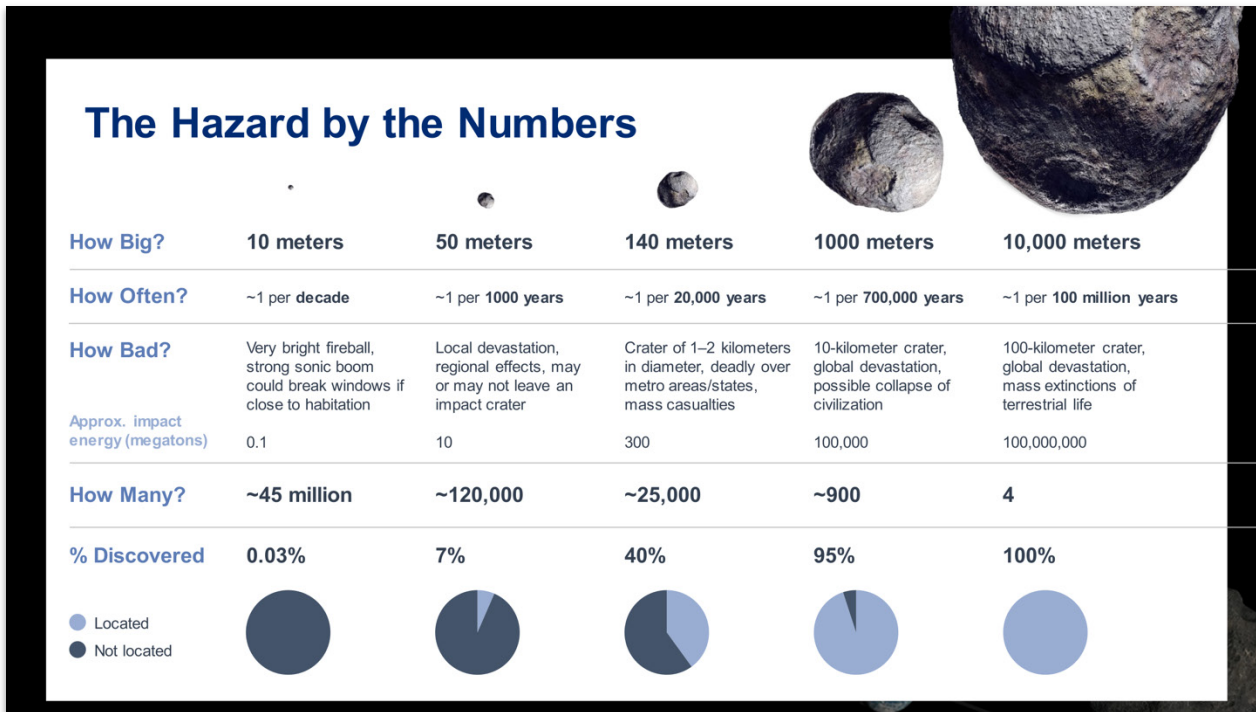 The Hazard by the Numbers
How Big? 10 meters 50 meters 140 meters 1000 meters 10,000 meters
How Often? ~1 per decade ~1 per 1000 years ~1 per 20,000 years ~1 per 700,000 years ~1 per 100 million years
How Bad? Very bright fireball, Local devastation, Crater of 1–2 kilometers 10-kilometer crater, 100-kilometer crater,
strong sonic boom regional effects, may in diameter, deadly over global devastation, global devastation,
could break windows if or may not leave an metro areas/states, possible collapse of mass extinctions of
close to habitation impact crater mass casualties civilization terrestrial life
Approx. impact
energy (megatons) 0.1 10 300 100,000 100,000,000
How Many? ~45 million ~120,000 ~25,000 ~900 4
% Discovered 0.03% 7% 40% 95% 100%
Located
Not located